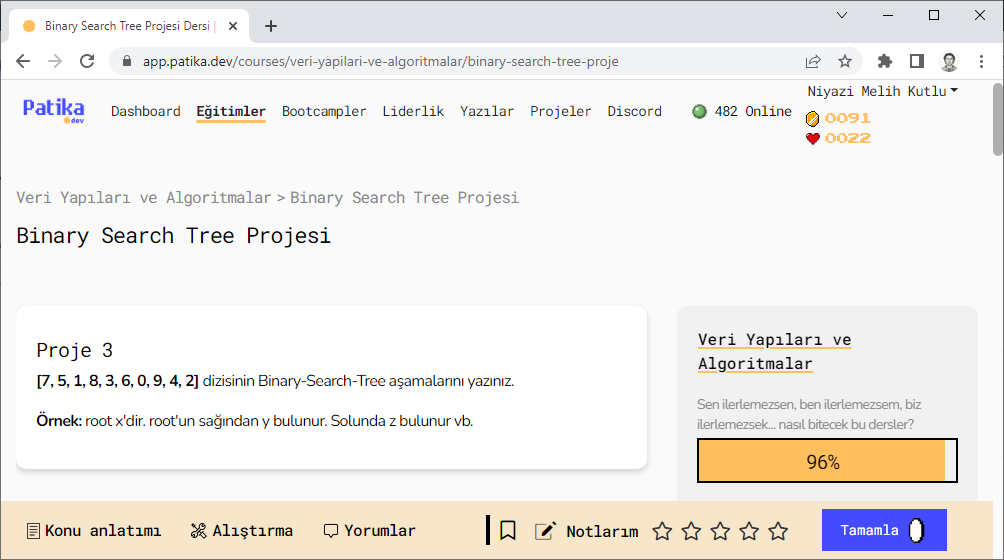 Binary Search Tree Projesi Dersi |
app.patika.dev/courses/veri-yapilari-ve-algoritmalar/binary-search-tree-proje
Patika
dev
Dashboard Eğitimler Bootcampler Liderlik Yazılar Projeler Discord 482 Online
Niyazi Melih Kutlu
0091
0022
Veri Yapıları ve Algoritmalar > Binary Search Tree Projesi
Binary Search Tree Projesi
Proje 3
[7, 5, 1, 8, 3, 6, 0, 9, 4, 2] dizisinin Binary-Search-Tree aşamalarını yazınız.
Örnek: root x'dir. root'un sağından y bulunur. Solunda z bulunur vb.
Veri Yapıları ve
Algoritmalar
Sen ilerlemezsen, ben ilerlemezsem, biz
ilerlemezsek... nasıl bitecek bu dersler?
96%
Konu anlatımı Alıştırma Yorumlar Notlarım Tamamla